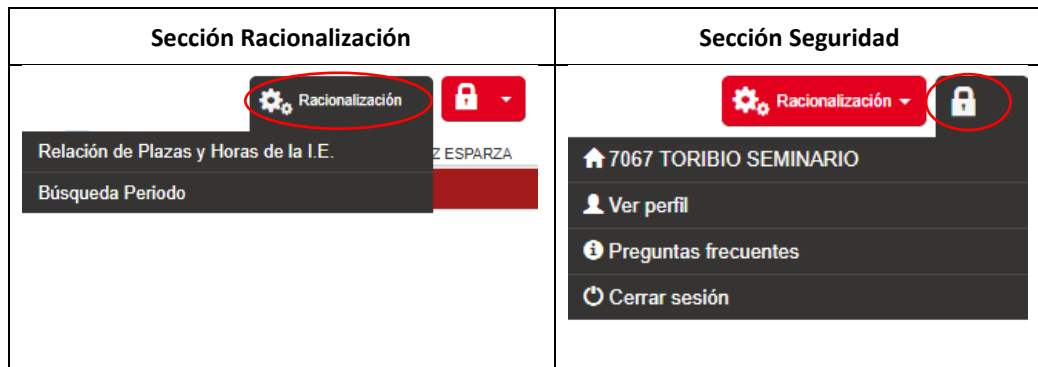 Sección Racionalización
Racionalización
Relación de Plazas y Horas de la I.E.
Z ESPARZA
Búsqueda Periodo
Sección Seguridad
Racionalización
7067 TORIBIO SEMINARIO
Ver perfil
Preguntas frecuentes
Cerrar sesión